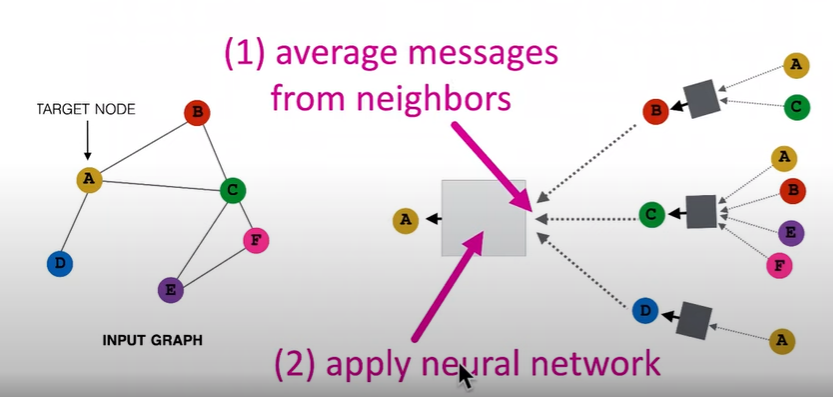 (1) average messages
from neighbors
TARGET NODE
A
B
C
D
E
F
INPUT GRAPH
A
B
C
D
A
C
A
B
E
F
A
(2) apply neural network